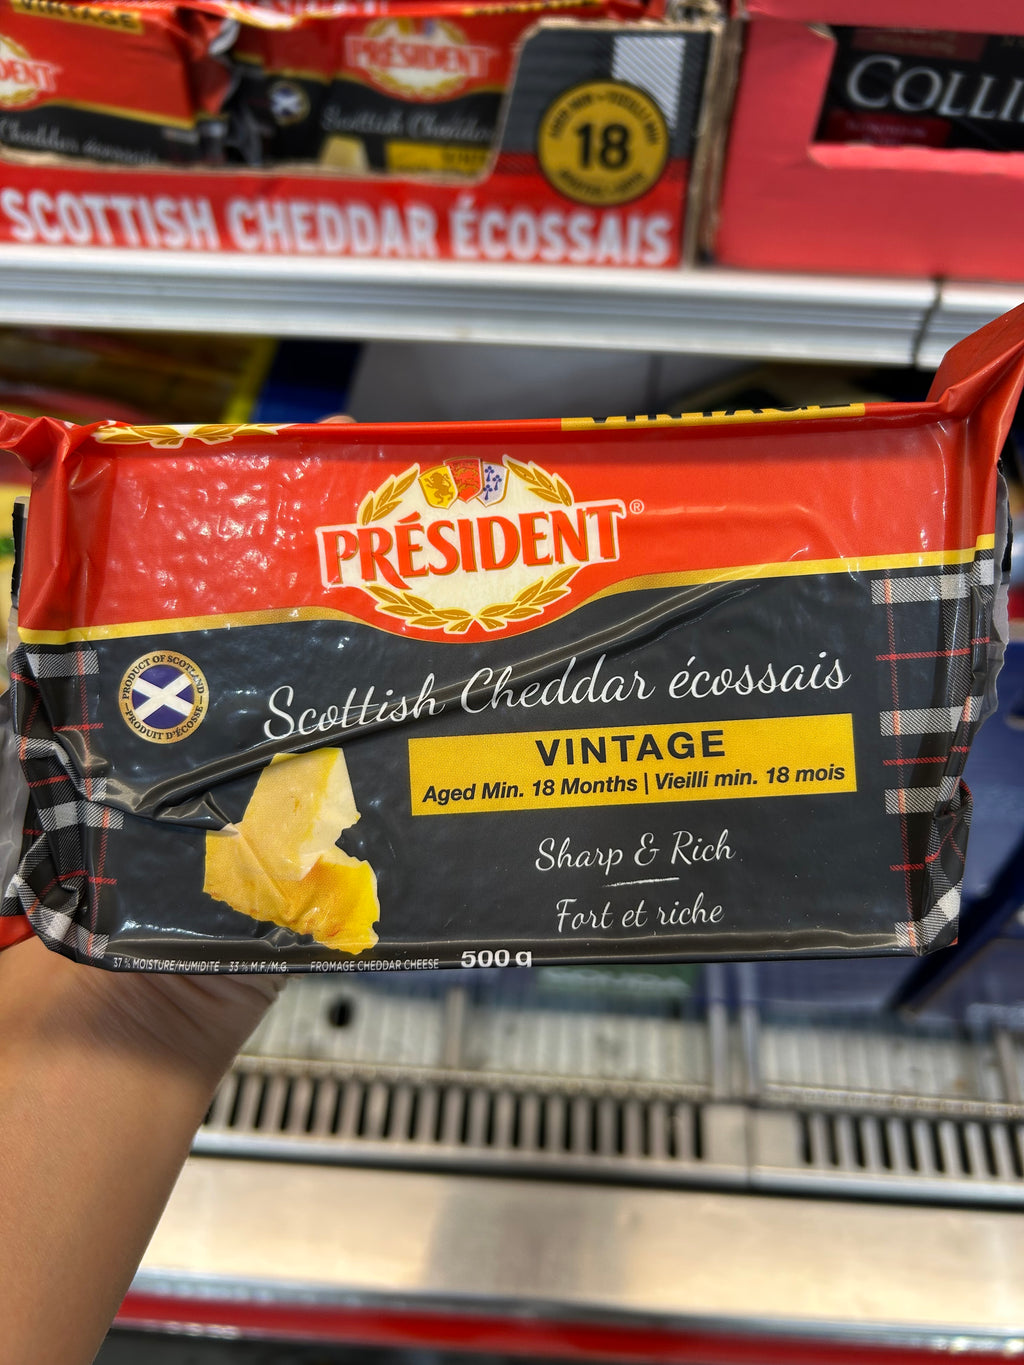 VINTAGE
PRÉSIDENT
Scottish Cheddar
18
COLLI
SCOTTISH CHEDDAR ÉCOSSAIS
VINTAGE
PRÉSIDENT®
PRODUCT OF SCOTLAND
PRODUIT D'ÉCOSSE
Scottish Cheddar écossais
VINTAGE
Aged Min. 18 Months | Vieilli min. 18 mois
Sharp & Rich
Fort et riche
37 % MOISTURE/HUMIDITÉ 33 % M.F./M.G. FROMAGE CHEDDAR CHEESE 500 g